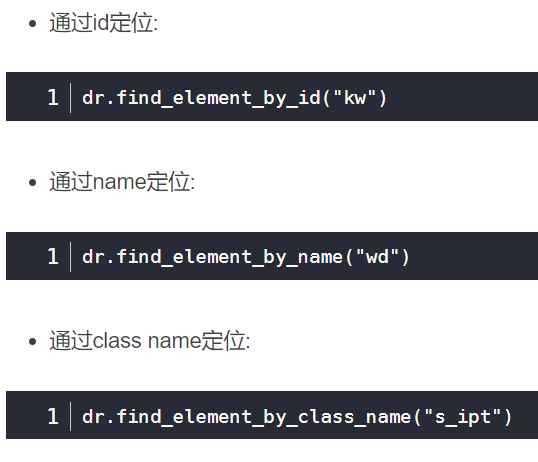 通过id定位:
1 dr.find_element_by_id("kw")
通过name定位:
1 dr.find_element_by_name("wd")
通过class name定位:
1 dr.find_element_by_class_name("s_ipt")